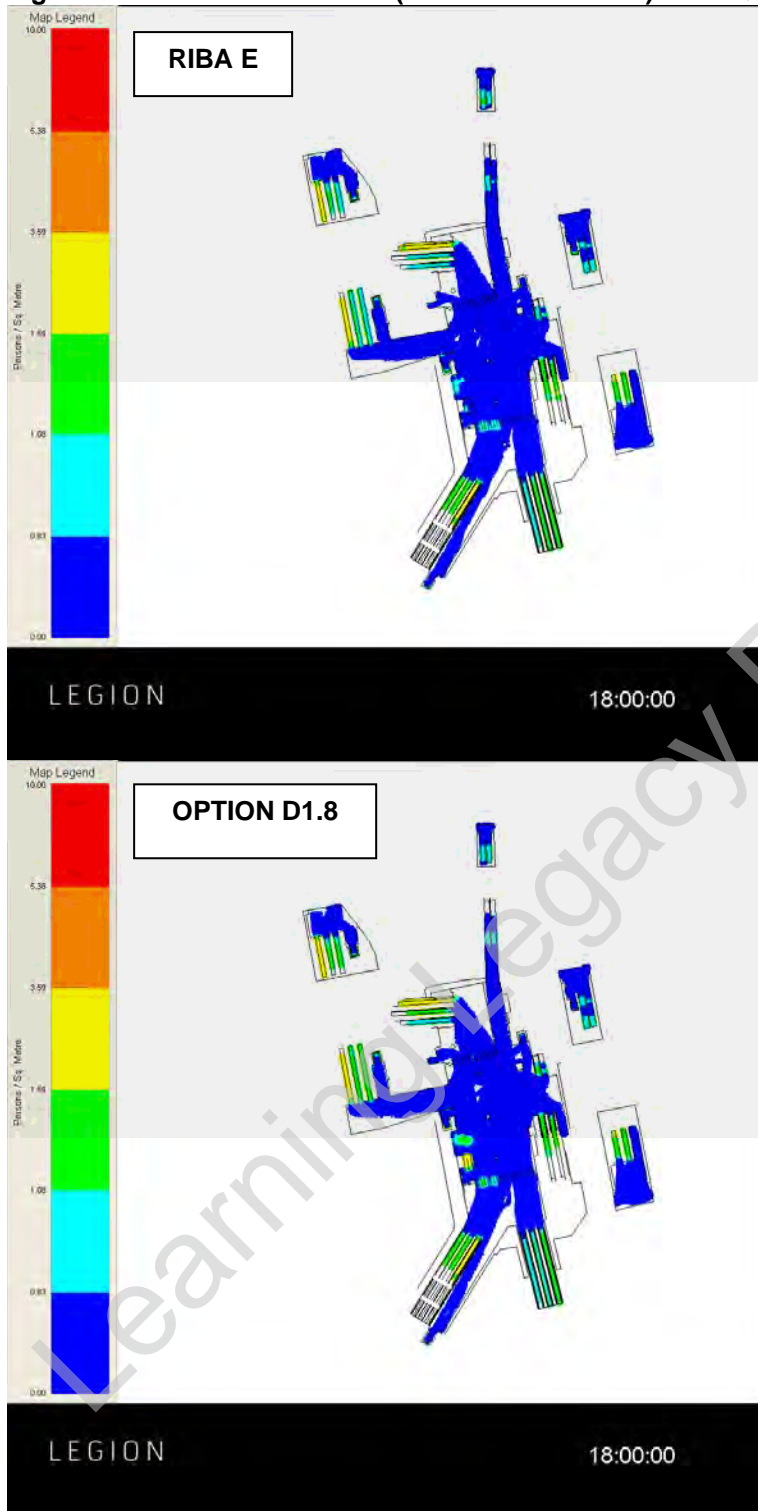 Map Legend
10.00
RIBA E
5.38
3.59
Persons / Sq. Metre
1.66
1.08
0.83
0.00
LEGION
18:00:00
Map Legend
10.00
OPTION D1.8
5.38
3.59
Persons / Sq. Metre
1.66
1.08
0.83
0.00
LEGION
18:00:00
Learning Legacy